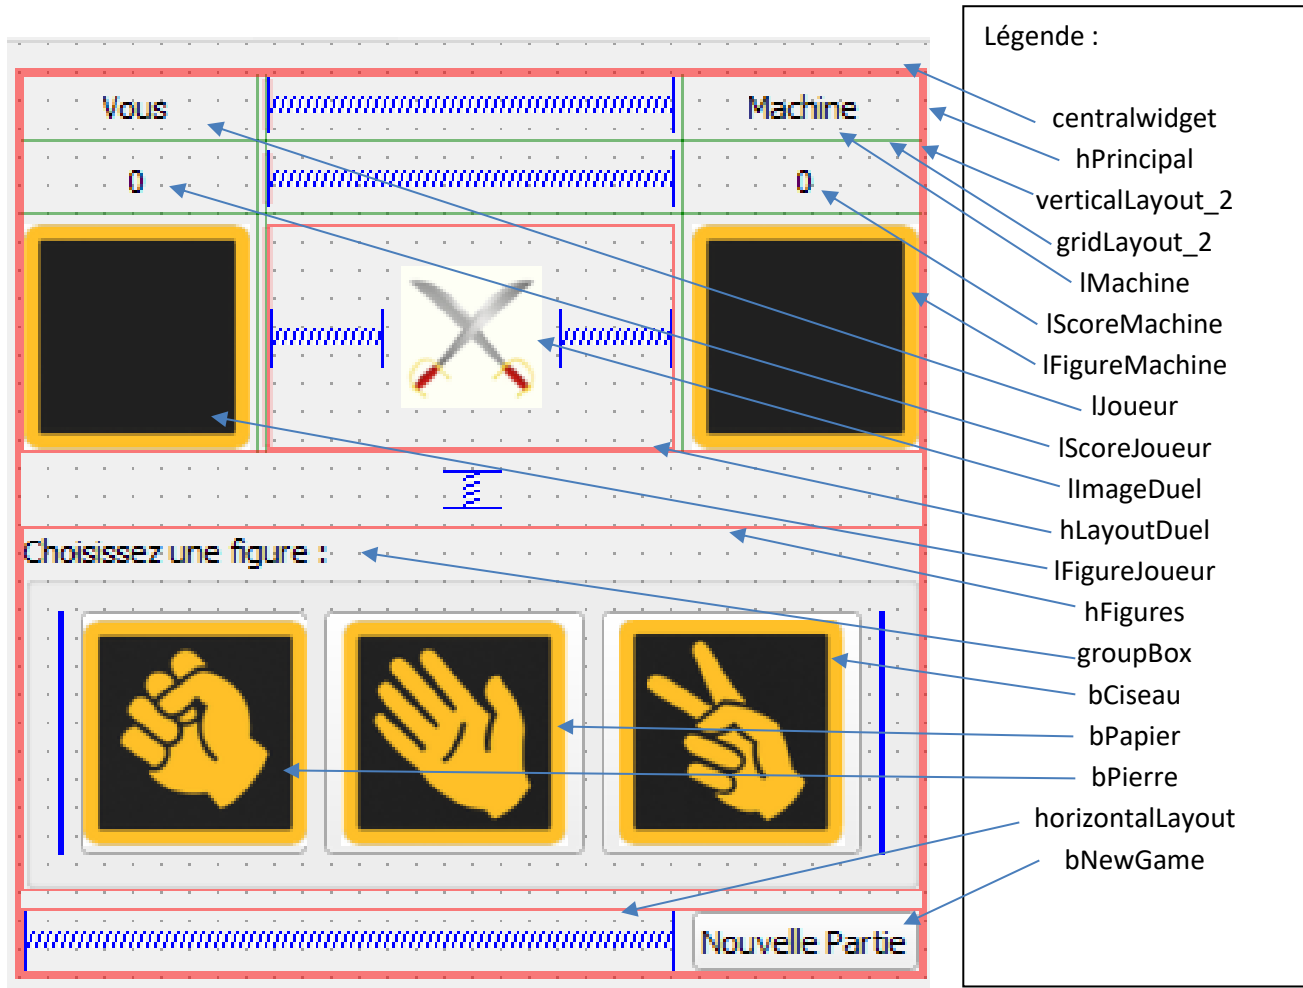 Légende :
Vous
Machine
0
0
Choisissez une figure :
Nouvelle Partie
centralwidget
hPrincipal
verticalLayout_2
gridLayout_2
lMachine
lScoreMachine
lFigureMachine
lJoueur
lScoreJoueur
lImageDuel
hLayoutDuel
lFigureJoueur
hFigures
groupBox
bCiseau
bPapier
bPierre
horizontalLayout
bNewGame